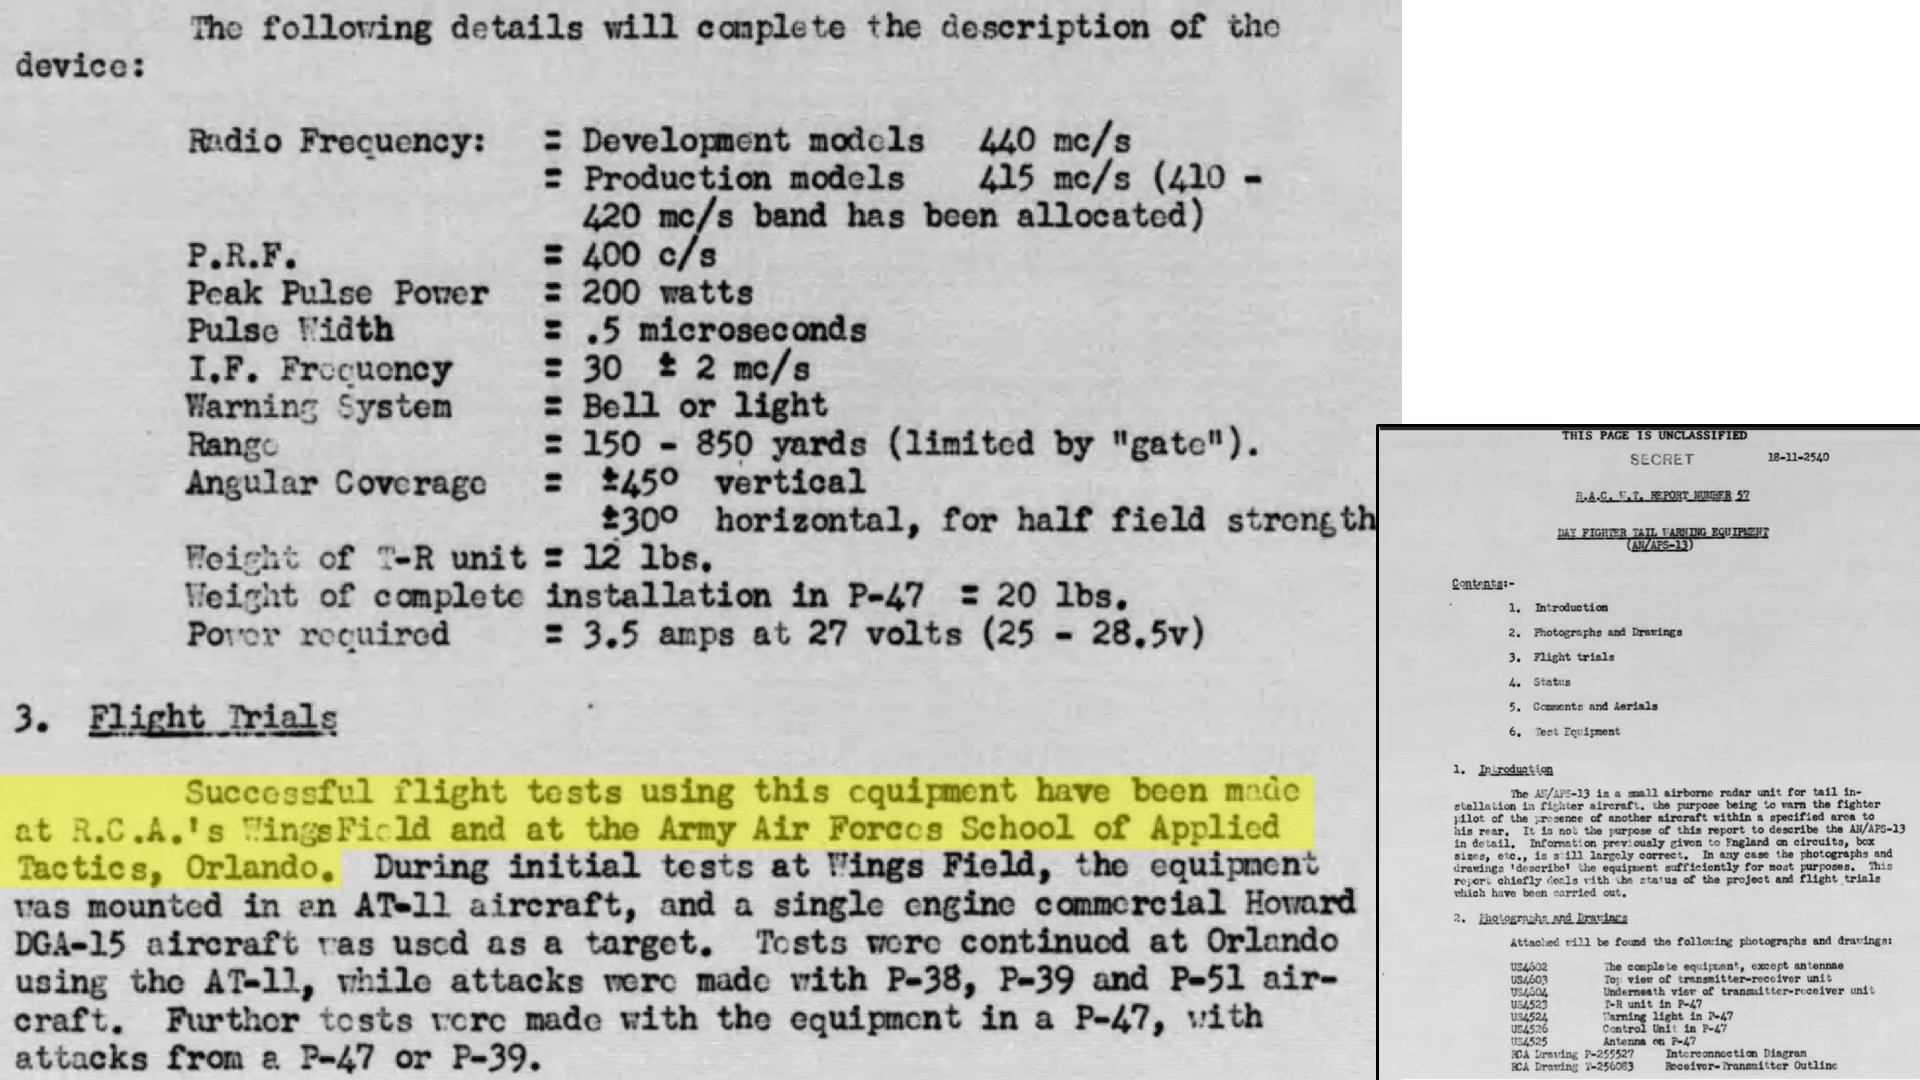 The following details will complete the description of the
device:
Radio Frequency: = Development models 440 mc/s
= Production models 415 mc/s (410 -
420 mc/s band has been allocated)
P.R.F. = 400 c/s
Peak Pulse Power = 200 watts
Pulse Width = .5 microseconds
I.F. Frequency = 30 ± 2 mc/s
Warning System = Bell or light
Range = 150 - 850 yards (limited by "gate").
Angular Coverage = ±45° vertical
±30° horizontal, for half field strength
Weight of T-R unit = 12 lbs.
Weight of complete installation in P-47 = 20 lbs.
Power required = 3.5 amps at 27 volts (25 - 28.5v)
3. Flight Trials
Successful flight tests using this equipment have been made
at R.C.A.'s WingsField and at the Army Air Forces School of Applied
Tactics, Orlando. During initial tests at Wings Field, the equipment
was mounted in an AT-11 aircraft, and a single engine commercial Howard
DGA-15 aircraft was used as a target. Tests were continued at Orlando
using the AT-11, while attacks were made with P-38, P-39 and P-51 air-
craft. Further tests were made with the equipment in a P-47, with
attacks from a P-47 or P-39.
THIS PAGE IS UNCLASSIFIED
SECRET 18-11-2540
R.A.C. W.T. REPORT NUMBER 57
DAY FIGHTER TAIL WARNING EQUIPMENT
(AN/APS-13)
Contents:-
1. Introduction
2. Photographs and Drawings
3. Flight trials
4. Status
5. Comments and Aerials
6. Test Equipment
1. Introduction
The AN/APS-13 is a small airborne radar unit for tail in-
stallation in fighter aircraft, the purpose being to warn the fighter
pilot of the presence of another aircraft within a specified area to
his rear. It is not the purpose of this report to describe the AN/APS-13
in detail. Information previously given to England on circuits, box
sizes, etc., is still largely correct. In any case the photographs and
drawings 'describe' the equipment sufficiently for most purposes. This
report chiefly deals with the status of the project and flight trials
which have been carried out.
2. Photographs and Drawings
Attached will be found the following photographs and drawings:
US4602 The complete equipment, except antennae
US4603 Top view of transmitter-receiver unit
US4604 Underneath view of transmitter-receiver unit
US4523 T-R unit in P-47
US4524 Warning light in P-47
US4526 Control Unit in P-47
US4525 Antenna on P-47
RCA Drawing P-255527 Interconnection Diagram
RCA Drawing T-256083 Receiver-Transmitter Outline